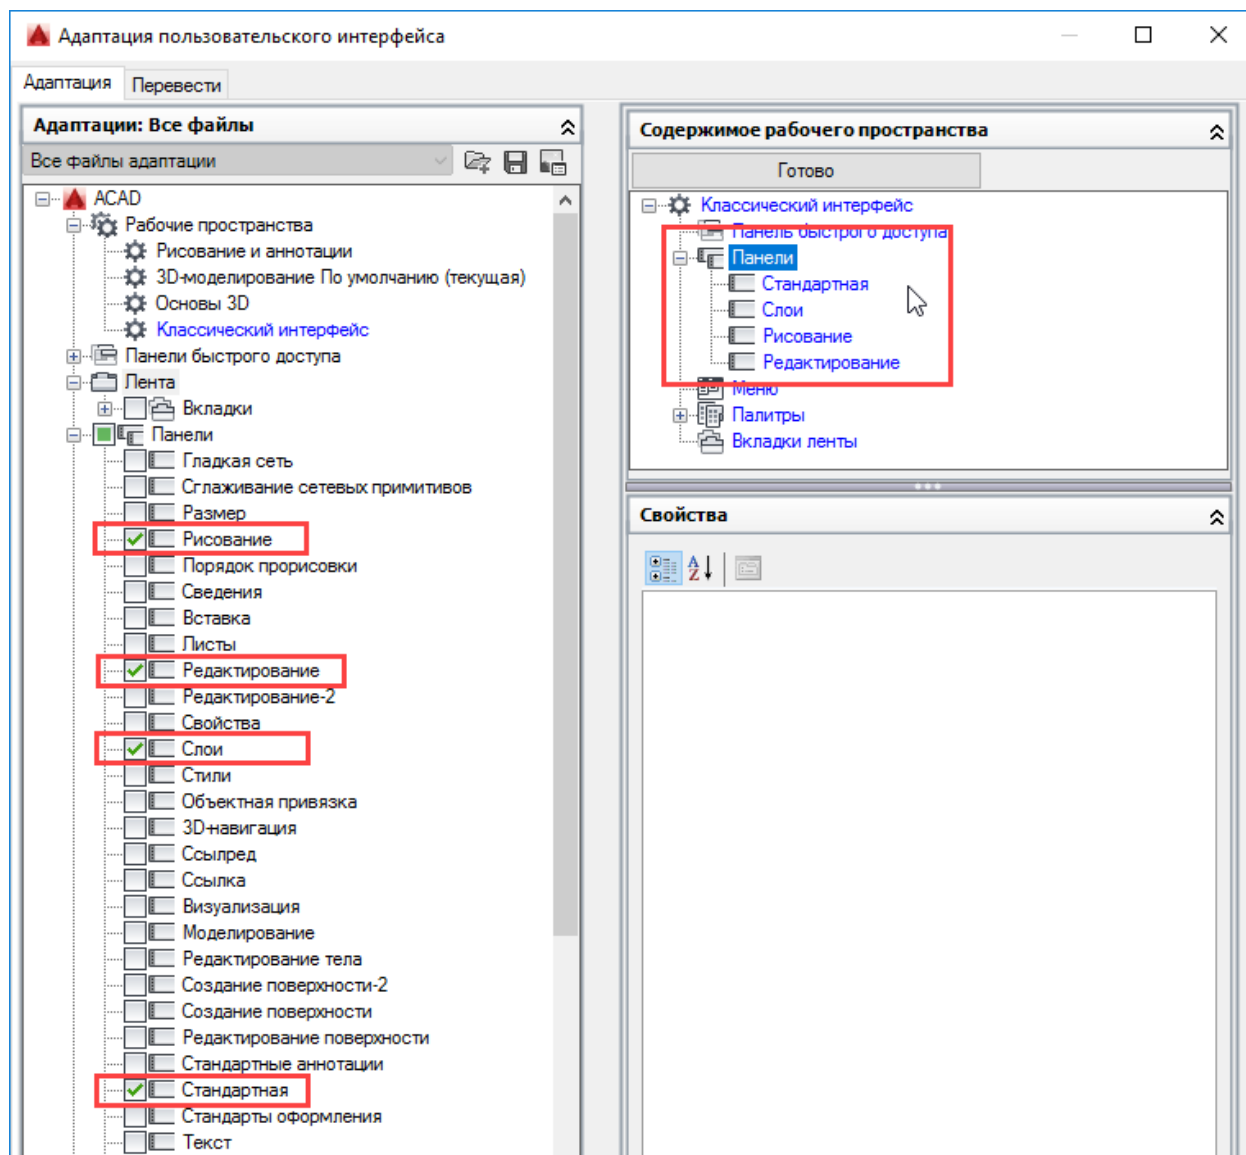 Адаптация пользовательского интерфейса
Адаптация
Перевести
Адаптации: Все файлы
Все файлы адаптации
ACAD
Рабочие пространства
Рисование и аннотации
3D-моделирование По умолчанию (текущая)
Основы 3D
Классический интерфейс
Панели быстрого доступа
Лента
Вкладки
Панели
Гладкая сеть
Сглаживание сетевых примитивов
Размер
Рисование
Порядок прорисовки
Сведения
Вставка
Листы
Редактирование
Редактирование-2
Свойства
Слои
Стили
Объектная привязка
3D-навигация
Ссылред
Ссылка
Визуализация
Моделирование
Редактирование тела
Создание поверхности-2
Создание поверхности
Редактирование поверхности
Стандартные аннотации
Стандартная
Стандарты оформления
Текст
Содержимое рабочего пространства
Готово
Классический интерфейс
Панель быстрого доступа
Панели
Стандартная
Слои
Рисование
Редактирование
Меню
Палитры
Вкладки ленты
Свойства